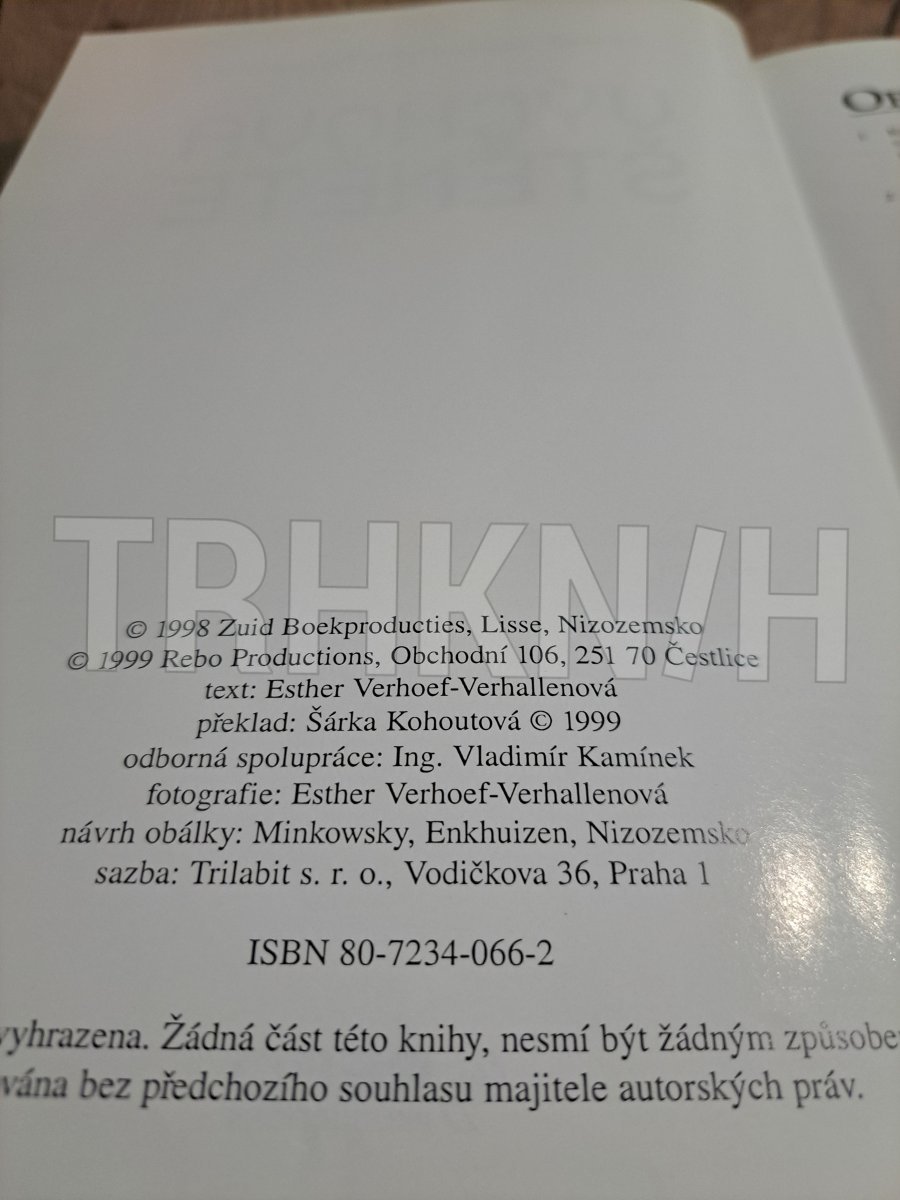 TRHKNIH
© 1998 Zuid Boekproducties, Lisse, Nizozemsko
© 1999 Rebo Productions, Obchodní 106, 251 70 Čestlice
text: Esther Verhoef-Verhallenová
překlad: Šárka Kohoutová © 1999
odborná spolupráce: Ing. Vladimír Kamínek
fotografie: Esther Verhoef-Verhallenová
návrh obálky: Minkowsky, Enkhuizen, Nizozemsko
sazba: Trilabit s. r. o., Vodičkova 36, Praha 1
ISBN 80-7234-066-2
vyhrazena. Žádná část této knihy, nesmí být žádným
bez předchozího souhlasu majitele autorských práv.